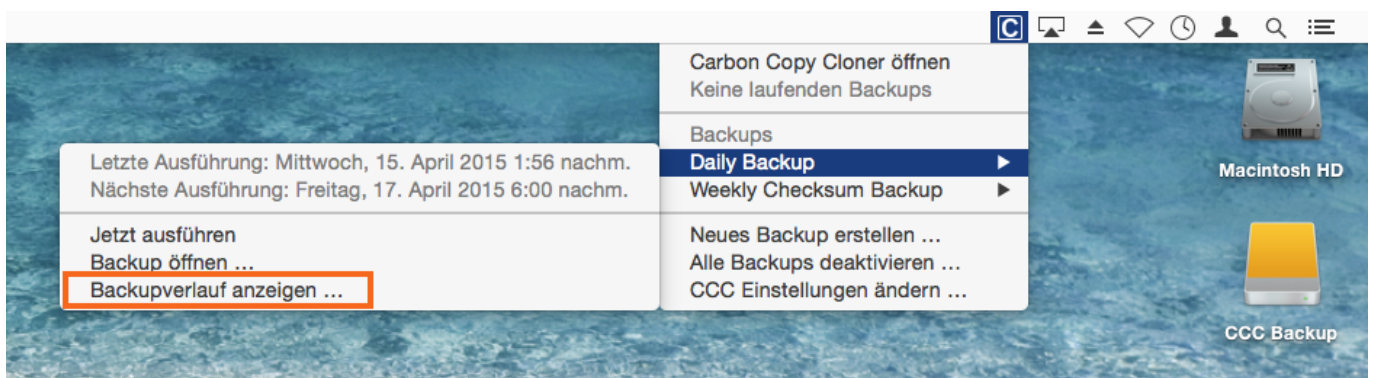 C
Carbon Copy Cloner öffnen
Keine laufenden Backups
Backups
Daily Backup
Weekly Checksum Backup
Neues Backup erstellen ...
Alle Backups deaktivieren ...
CCC Einstellungen ändern ...
Letzte Ausführung: Mittwoch, 15. April 2015 1:56 nachm.
Nächste Ausführung: Freitag, 17. April 2015 6:00 nachm.
Jetzt ausführen
Backup öffnen ...
Backupverlauf anzeigen ...
Macintosh HD
CCC Backup